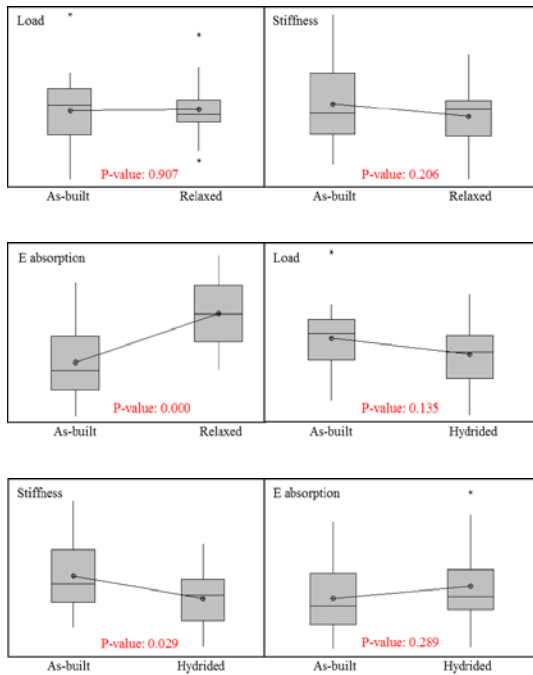 Load
Stiffness
P-value: 0.907
P-value: 0.206
As-built
Relaxed
As-built
Relaxed
E absorption
Load
P-value: 0.000
P-value: 0.135
As-built
Relaxed
As-built
Hydrided
Stiffness
E absorption
P-value: 0.029
P-value: 0.289
As-built
Hydrided
As-built
Hydrided